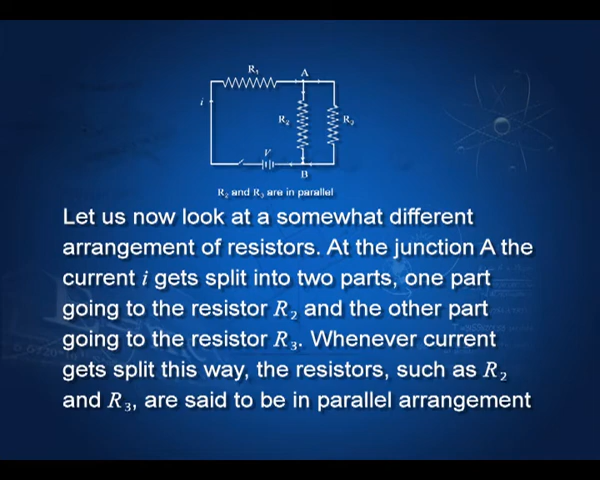 R₁
A
i
R₂
R₃
V
B
R₂ and R₃ are in parallel
Let us now look at a somewhat different
arrangement of resistors. At the junction A the
current i gets split into two parts, one part
going to the resistor R₂ and the other part
going to the resistor R₃. Whenever current
gets split this way, the resistors, such as R₂
and R₃, are said to be in parallel arrangement